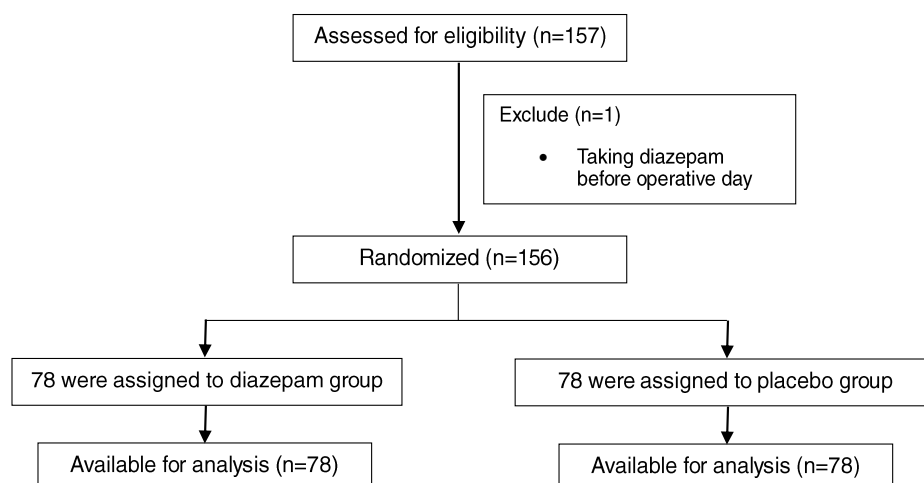 Assessed for eligibility (n=157)
Exclude (n=1)
• Taking diazepam
before operative day
Randomized (n=156)
78 were assigned to diazepam group
78 were assigned to placebo group
Available for analysis (n=78)
Available for analysis (n=78)